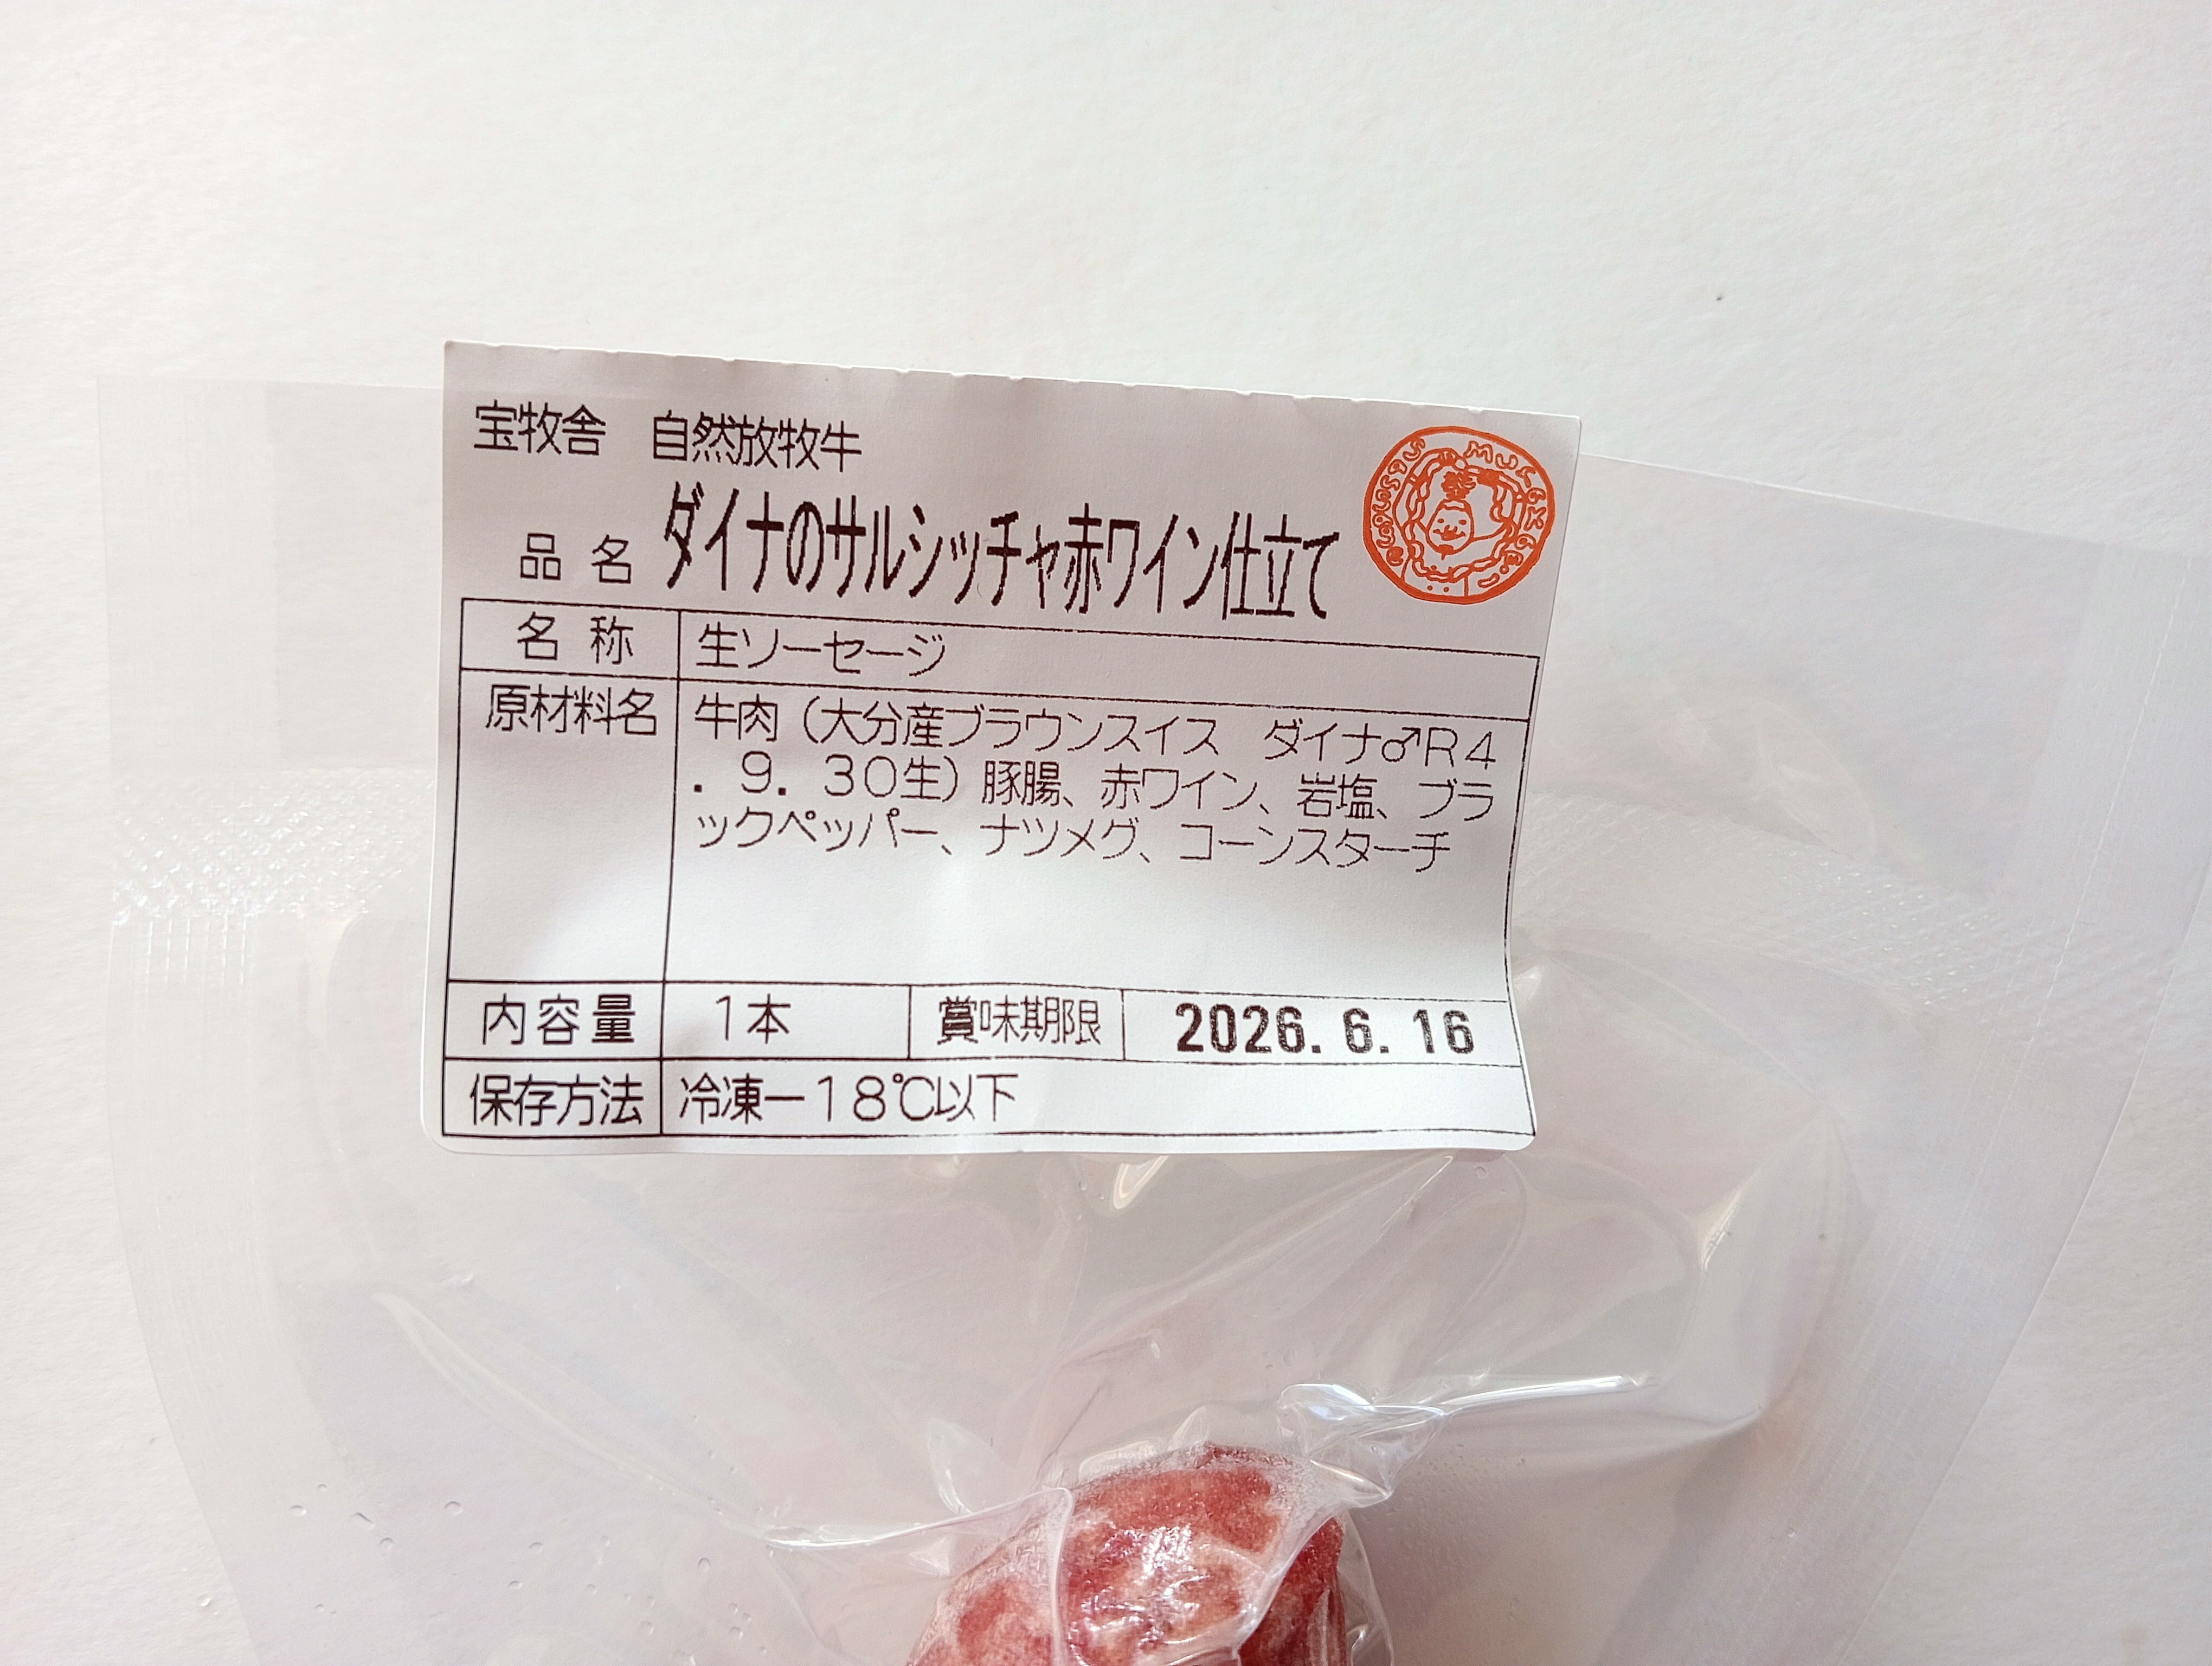 宝牧舎　自然放牧牛
品名 ダイナのサルシッチャ赤ワイン仕立て
名称 生ソーセージ
原材料名 牛肉（大分産ブラウンスイス　ダイナ♂Ｒ４
．９．３０生）豚腸、赤ワイン、岩塩、ブラ
ックペッパー、ナツメグ、コーンスターチ
内容量 １本 賞味期限 2026. 6. 16
保存方法 冷凍－１８℃以下